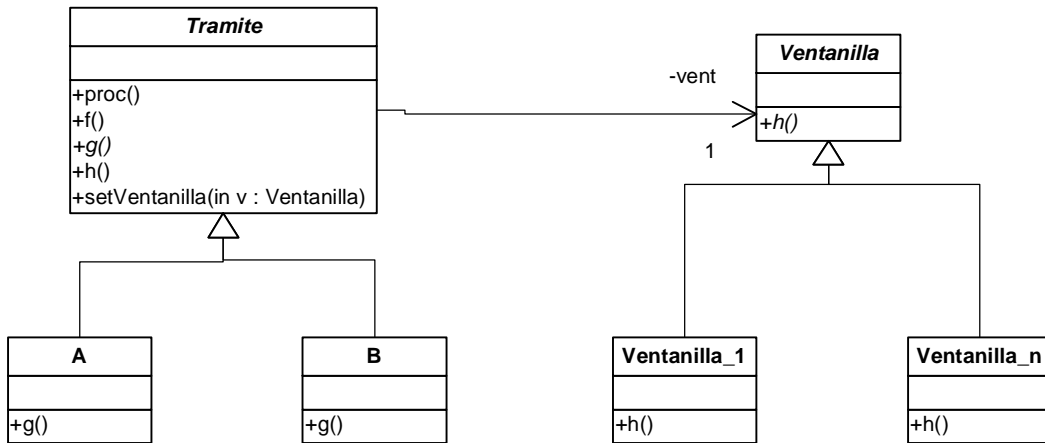 Tramite
+proc()
+f()
+g()
+h()
+setVentanilla(in v : Ventanilla)
-vent
1
Ventanilla
+h()
A
+g()
B
+g()
Ventanilla_1
+h()
Ventanilla_n
+h()